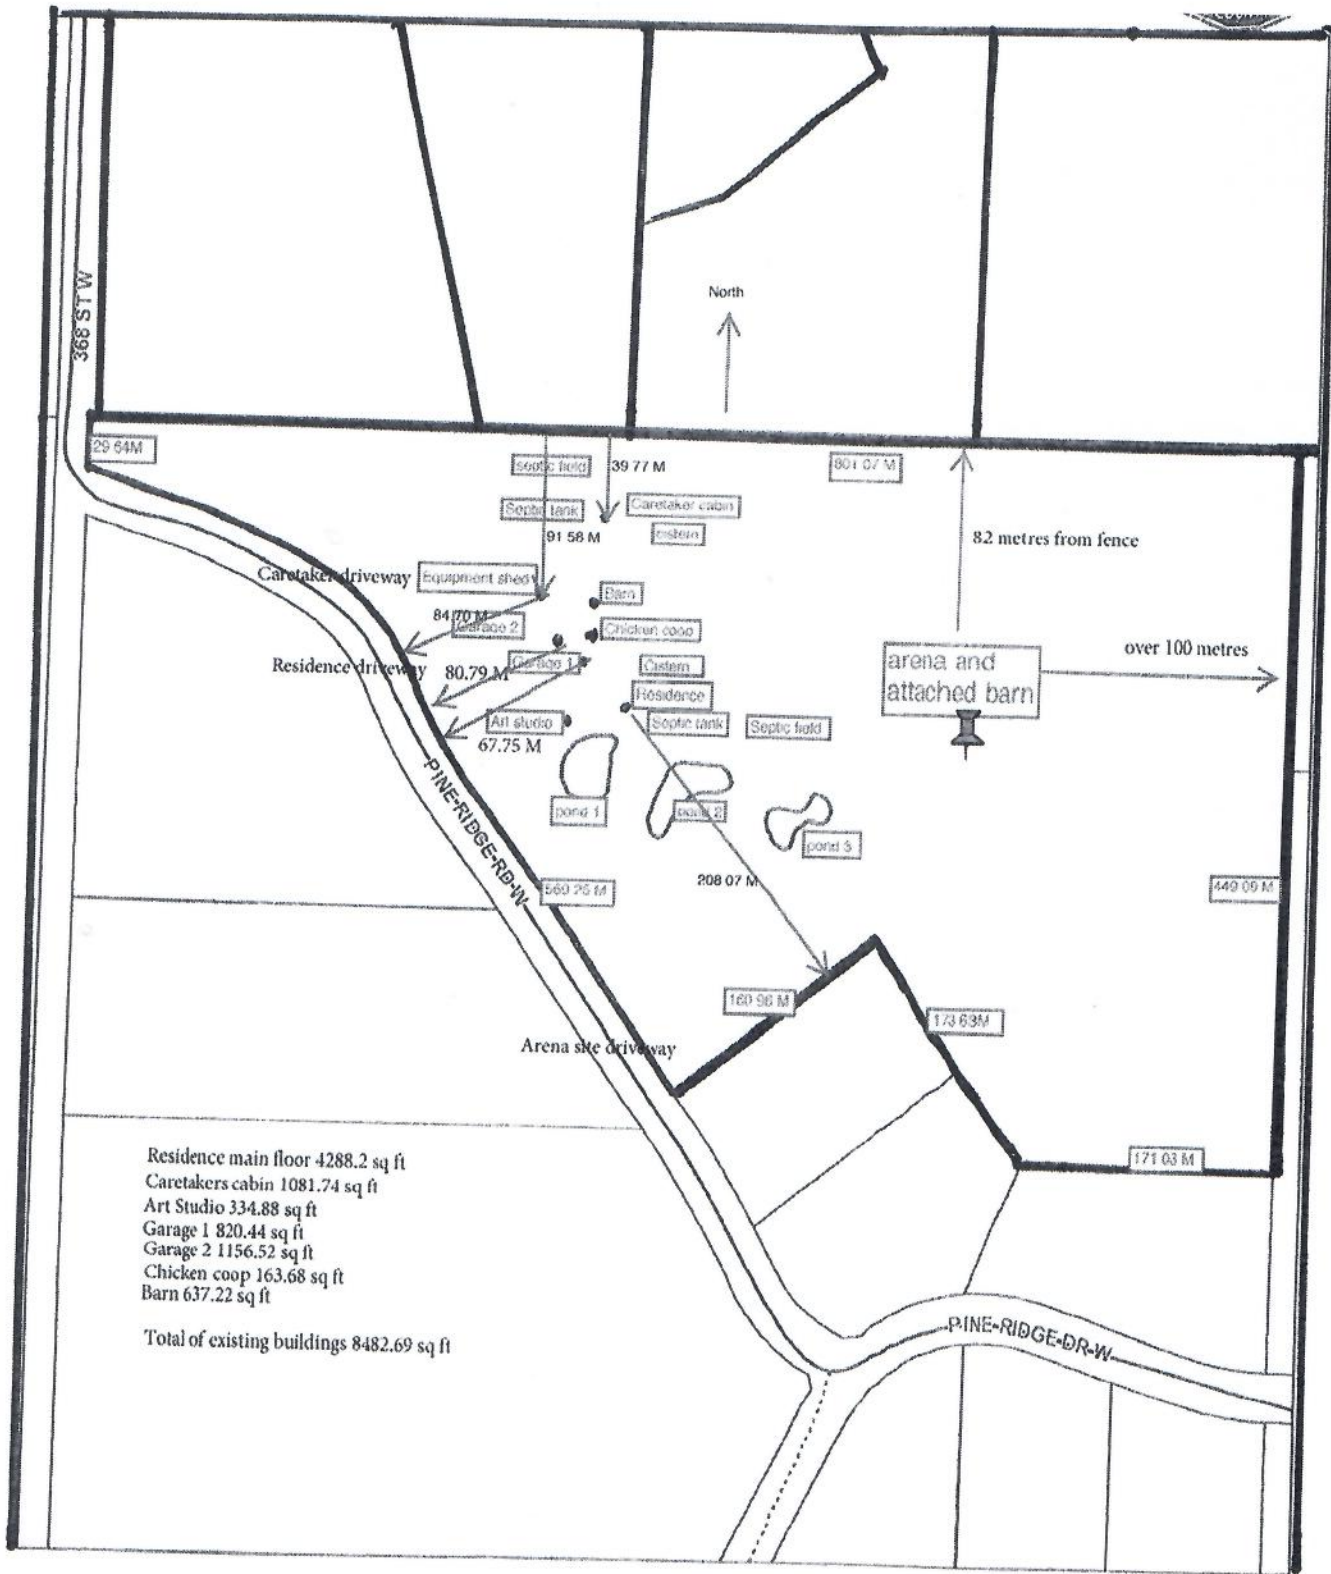 368 ST W
North
29 64M
septic field
39 77 M
801 07 M
Septic tank
Caretaker cabin
91 58 M
cistern
82 metres from fence
Caretaker driveway
Equipment shed
Barn
84.70 M
Garage 2
Chicken coop
Residence driveway
80.79 M
Garage 1
Cistern
arena and
attached barn
over 100 metres
Residence
Art studio
Septic tank
Septic field
67.75 M
PINE-RIDGE-RD-W
pond 1
pond 2
pond 3
208 07 M
569 25 M
449 09 M
160 96 M
173 63M
Arena site driveway
171 03 M
Residence main floor 4288.2 sq ft
Caretakers cabin 1081.74 sq ft
Art Studio 334.88 sq ft
Garage 1 820.44 sq ft
Garage 2 1156.52 sq ft
Chicken coop 163.68 sq ft
Barn 637.22 sq ft
Total of existing buildings 8482.69 sq ft
PINE-RIDGE-DR-W